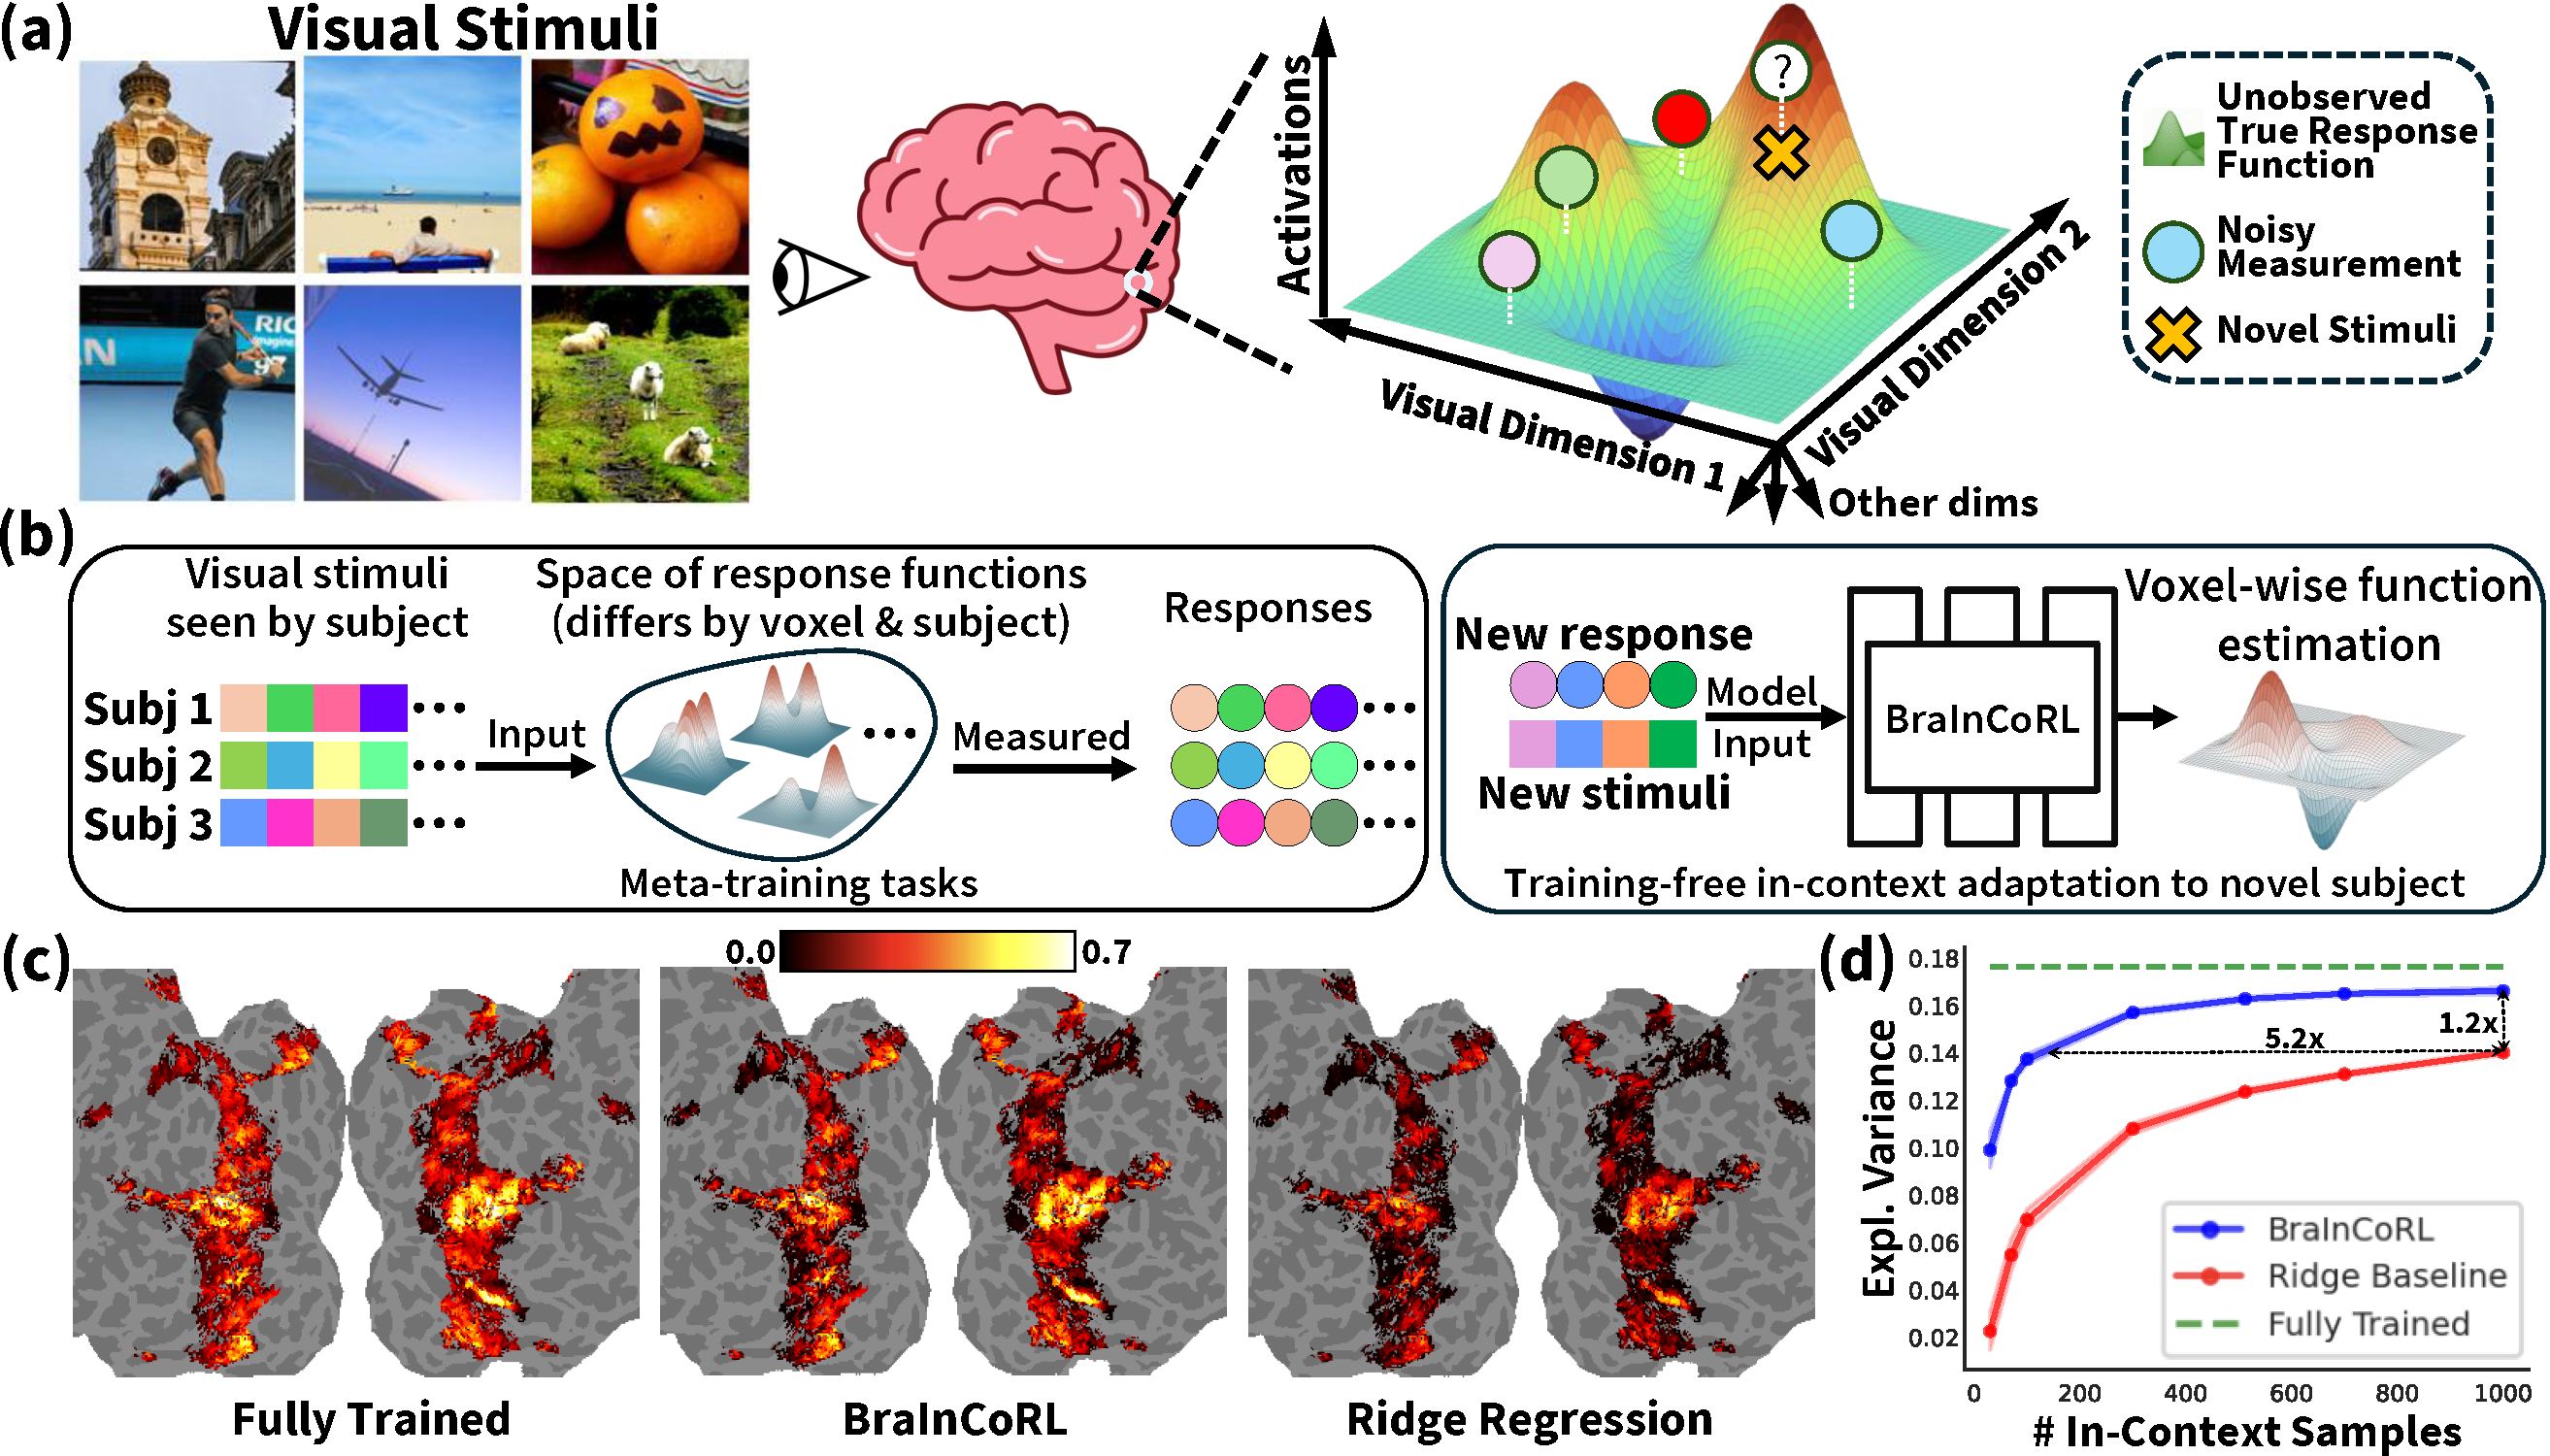 (a)
Visual Stimuli
RIC
imagine
97
AN
Activations
?
Visual Dimension 1
Visual Dimension 2
Other dims
Unobserved
True Response
Function
Noisy
Measurement
Novel Stimuli
(b)
Visual stimuli
seen by subject
Subj 1
Subj 2
Subj 3
Input
Space of response functions
(differs by voxel & subject)
Measured
Responses
Meta-training tasks
New response
New stimuli
Model
Input
BraInCoRL
Voxel-wise function
estimation
Training-free in-context adaptation to novel subject
(c)
0.0
0.7
Fully Trained
BraInCoRL
Ridge Regression
(d)
Expl. Variance
0.18
0.16
0.14
0.12
0.10
0.08
0.06
0.04
0.02
5.2x
1.2x
BraInCoRL
Ridge Baseline
Fully Trained
0 200 400 600 800 1000
# In-Context Samples